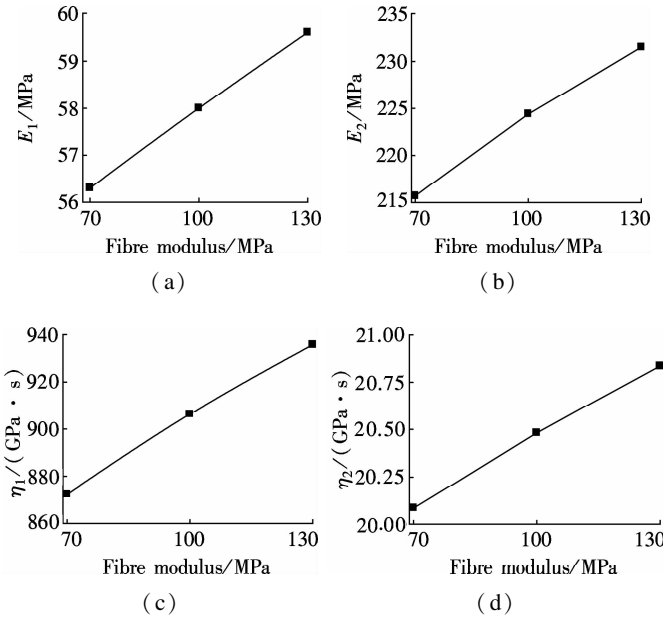 60
59
58
57
56
E1/MPa
70 100 130
Fibre modulus/MPa
(a)
235
230
225
220
215
E2/MPa
70 100 130
Fibre modulus/MPa
(b)
940
920
900
880
860
η1/(GPa·s)
70 100 130
Fibre modulus/MPa
(c)
21.00
20.75
20.50
20.25
20.00
η2/(GPa·s)
70 100 130
Fibre modulus/MPa
(d)